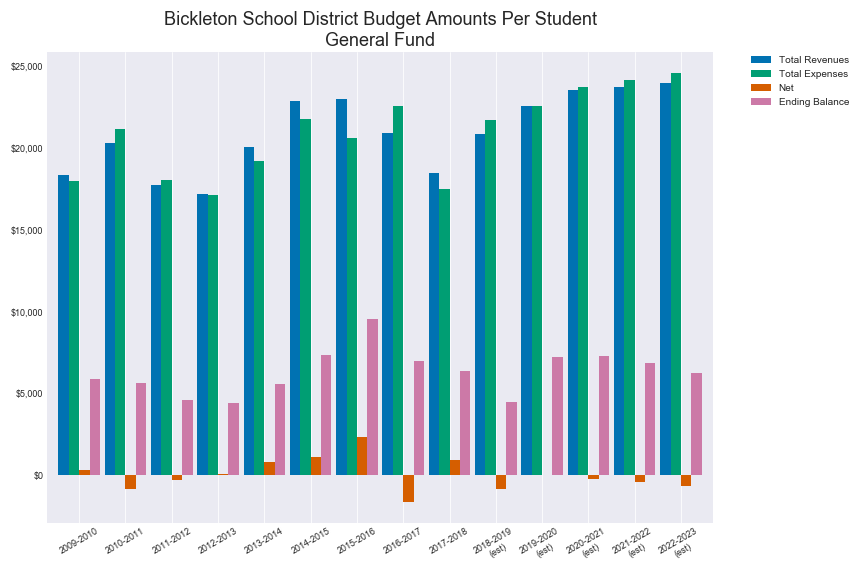 Bickleton School District Budget Amounts Per Student
General Fund
Total Revenues
Total Expenses
Net
Ending Balance
$25,000
$20,000
$15,000
$10,000
$5,000
$0
2009-2010
2010-2011
2011-2012
2012-2013
2013-2014
2014-2015
2015-2016
2016-2017
2017-2018
2018-2019
(est)
2019-2020
(est)
2020-2021
(est)
2021-2022
(est)
2022-2023
(est)